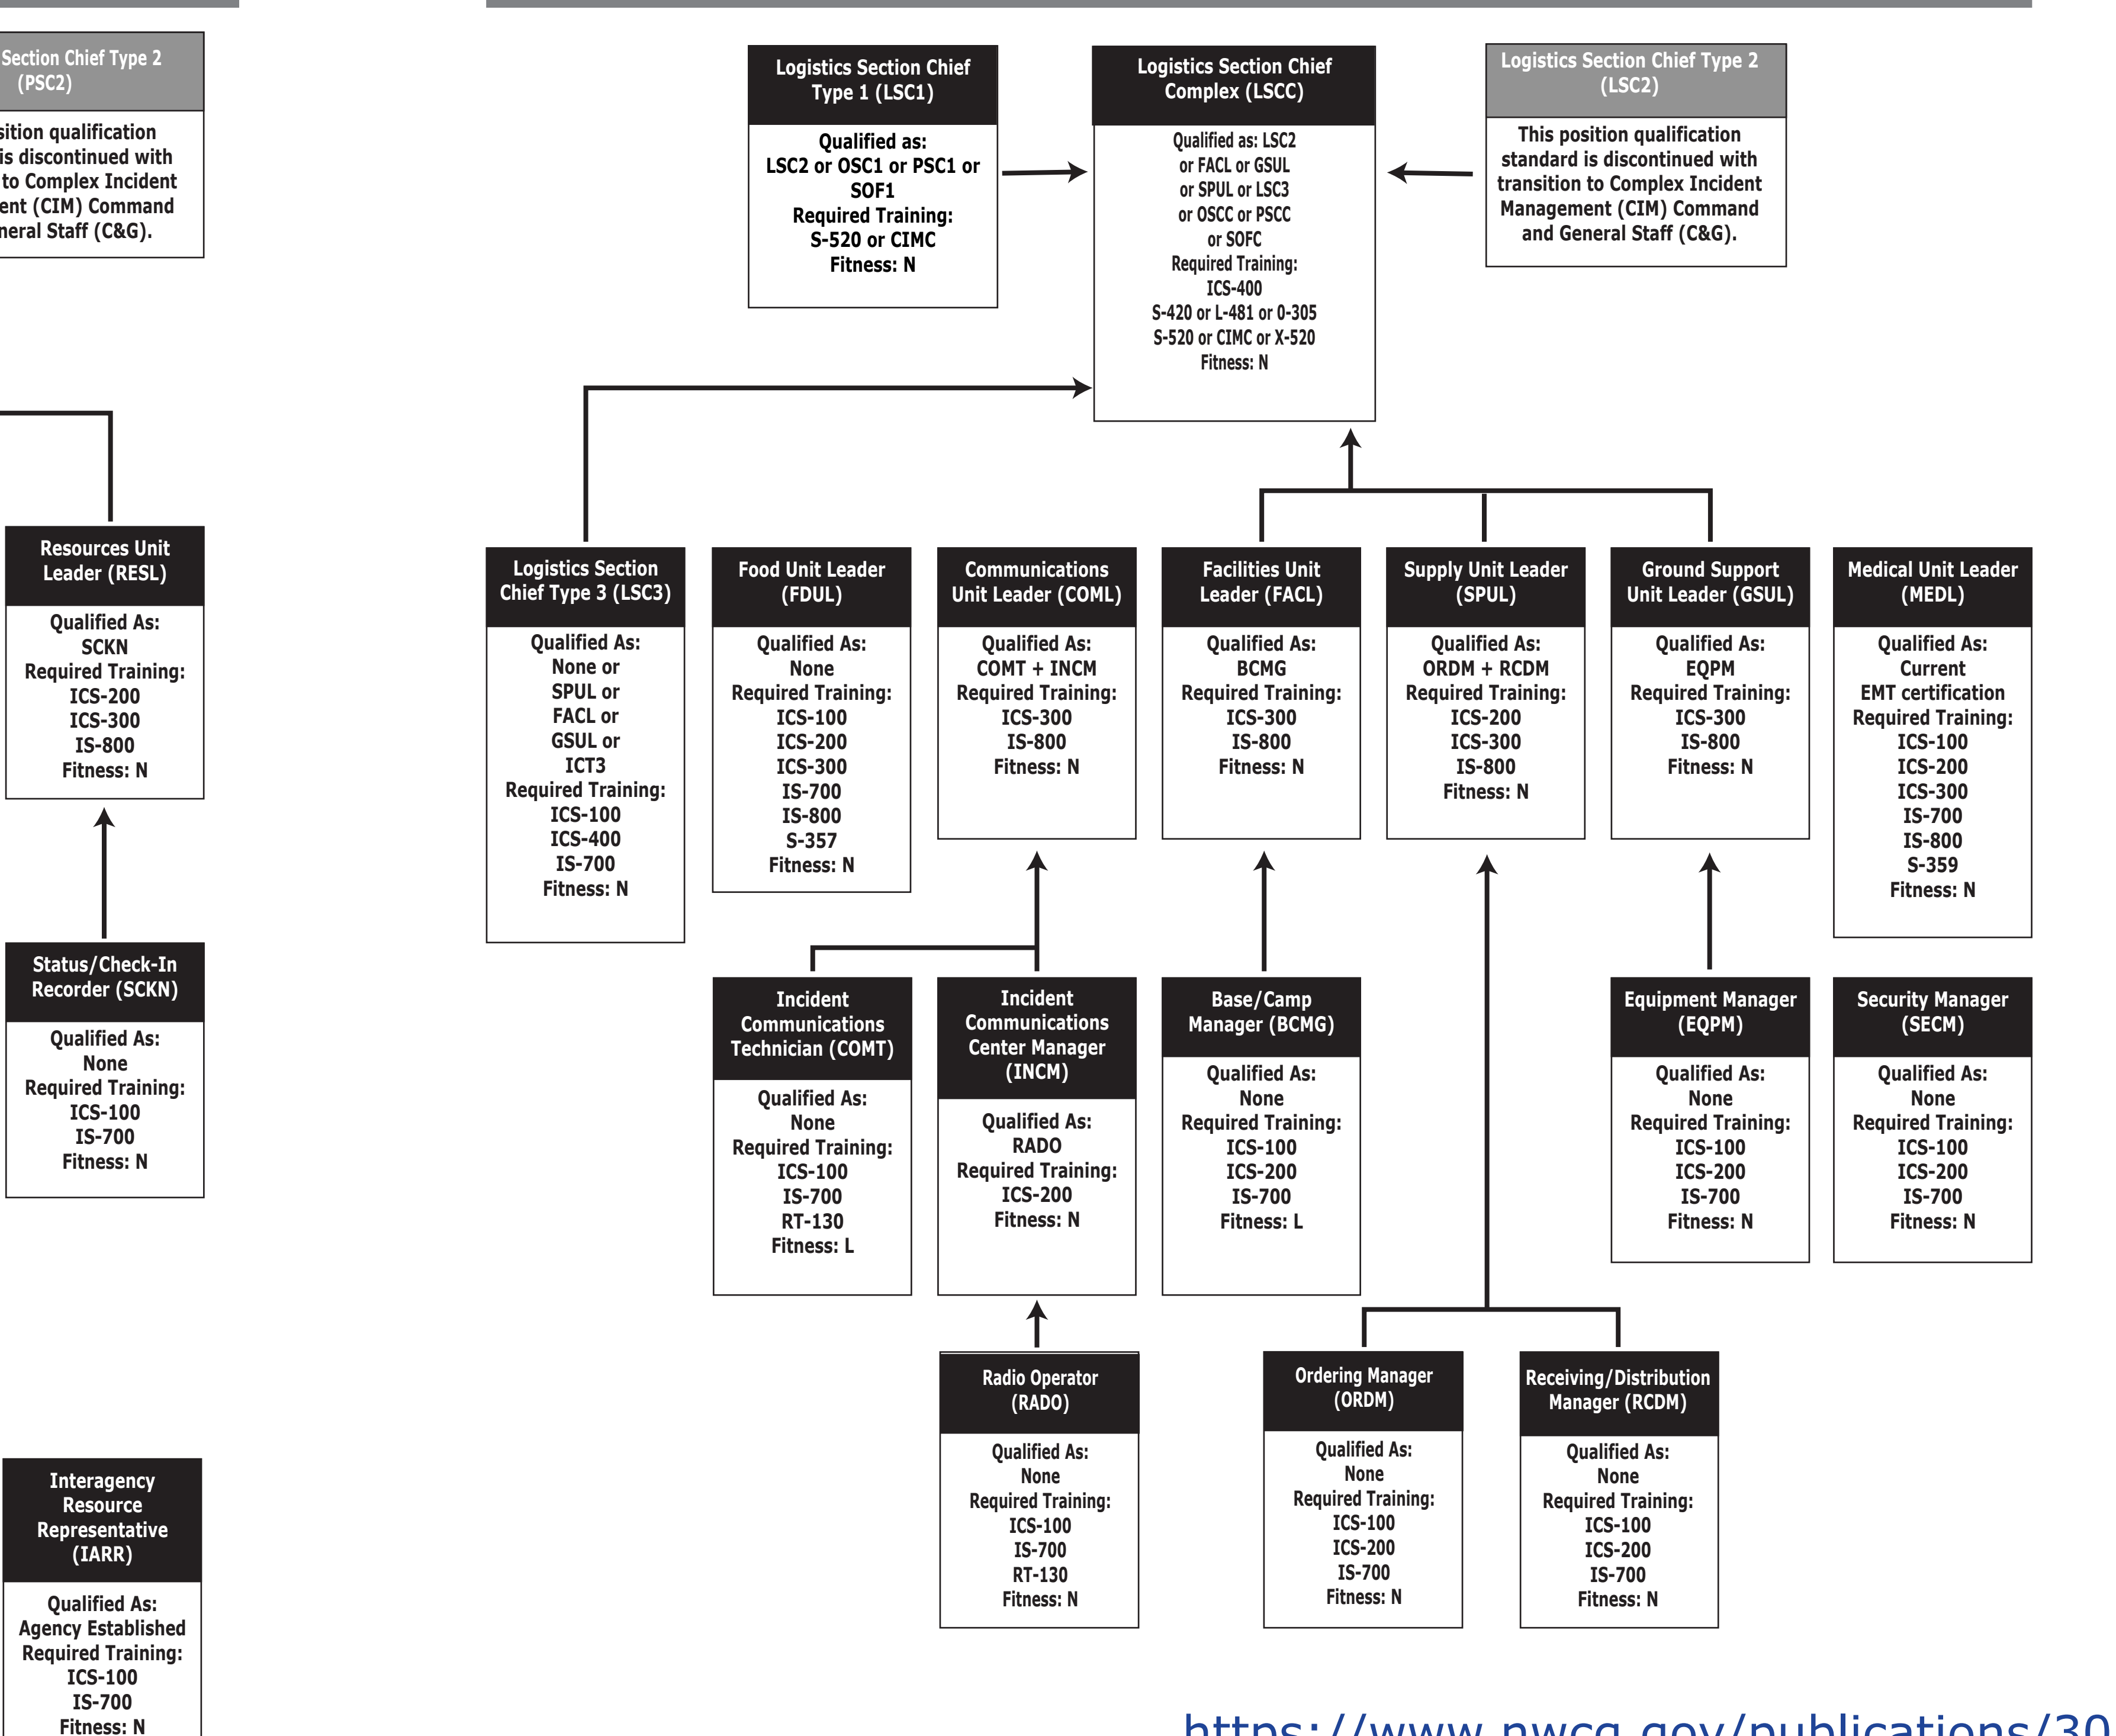 Section Chief Type 2
(PSC2)
sition qualification
is discontinued with
to Complex Incident
ent (CIM) Command
neral Staff (C&G).
Resources Unit
Leader (RESL)
Qualified As:
SCKN
Required Training:
ICS-200
ICS-300
IS-800
Fitness: N
Status/Check-In
Recorder (SCKN)
Qualified As:
None
Required Training:
ICS-100
IS-700
Fitness: N
Interagency
Resource
Representative
(IARR)
Qualified As:
Agency Established
Required Training:
ICS-100
IS-700
Fitness: N
Logistics Section Chief
Type 1 (LSC1)
Qualified as:
LSC2 or OSC1 or PSC1 or
SOF1
Required Training:
S-520 or CIMC
Fitness: N
Logistics Section Chief
Complex (LSCC)
Qualified as: LSC2
or FACL or GSUL
or SPUL or LSC3
or OSCC or PSCC
or SOFC
Required Training:
ICS-400
S-420 or L-481 or 0-305
S-520 or CIMC or X-520
Fitness: N
Logistics Section Chief Type 2
(LSC2)
This position qualification
standard is discontinued with
transition to Complex Incident
Management (CIM) Command
and General Staff (C&G).
Logistics Section
Chief Type 3 (LSC3)
Qualified As:
None or
SPUL or
FACL or
GSUL or
ICT3
Required Training:
ICS-100
ICS-400
IS-700
Fitness: N
Food Unit Leader
(FDUL)
Qualified As:
None
Required Training:
ICS-100
ICS-200
ICS-300
IS-700
IS-800
S-357
Fitness: N
Communications
Unit Leader (COML)
Qualified As:
COMT + INCM
Required Training:
ICS-300
IS-800
Fitness: N
Facilities Unit
Leader (FACL)
Qualified As:
BCMG
Required Training:
ICS-300
IS-800
Fitness: N
Supply Unit Leader
(SPUL)
Qualified As:
ORDM + RCDM
Required Training:
ICS-200
ICS-300
IS-800
Fitness: N
Ground Support
Unit Leader (GSUL)
Qualified As:
EQPM
Required Training:
ICS-300
IS-800
Fitness: N
Medical Unit Leader
(MEDL)
Qualified As:
Current
EMT certification
Required Training:
ICS-100
ICS-200
ICS-300
IS-700
IS-800
S-359
Fitness: N
Incident
Communications
Technician (COMT)
Qualified As:
None
Required Training:
ICS-100
IS-700
RT-130
Fitness: L
Incident
Communications
Center Manager
(INCM)
Qualified As:
RADO
Required Training:
ICS-200
Fitness: N
Base/Camp
Manager (BCMG)
Qualified As:
None
Required Training:
ICS-100
ICS-200
IS-700
Fitness: L
Equipment Manager
(EQPM)
Qualified As:
None
Required Training:
ICS-100
ICS-200
IS-700
Fitness: N
Security Manager
(SECM)
Qualified As:
None
Required Training:
ICS-100
ICS-200
IS-700
Fitness: N
Radio Operator
(RADO)
Qualified As:
None
Required Training:
ICS-100
IS-700
RT-130
Fitness: N
Ordering Manager
(ORDM)
Qualified As:
None
Required Training:
ICS-100
ICS-200
IS-700
Fitness: N
Receiving/Distribution
Manager (RCDM)
Qualified As:
None
Required Training:
ICS-100
ICS-200
IS-700
Fitness: N
https://www.nwcg.gov/publications/30